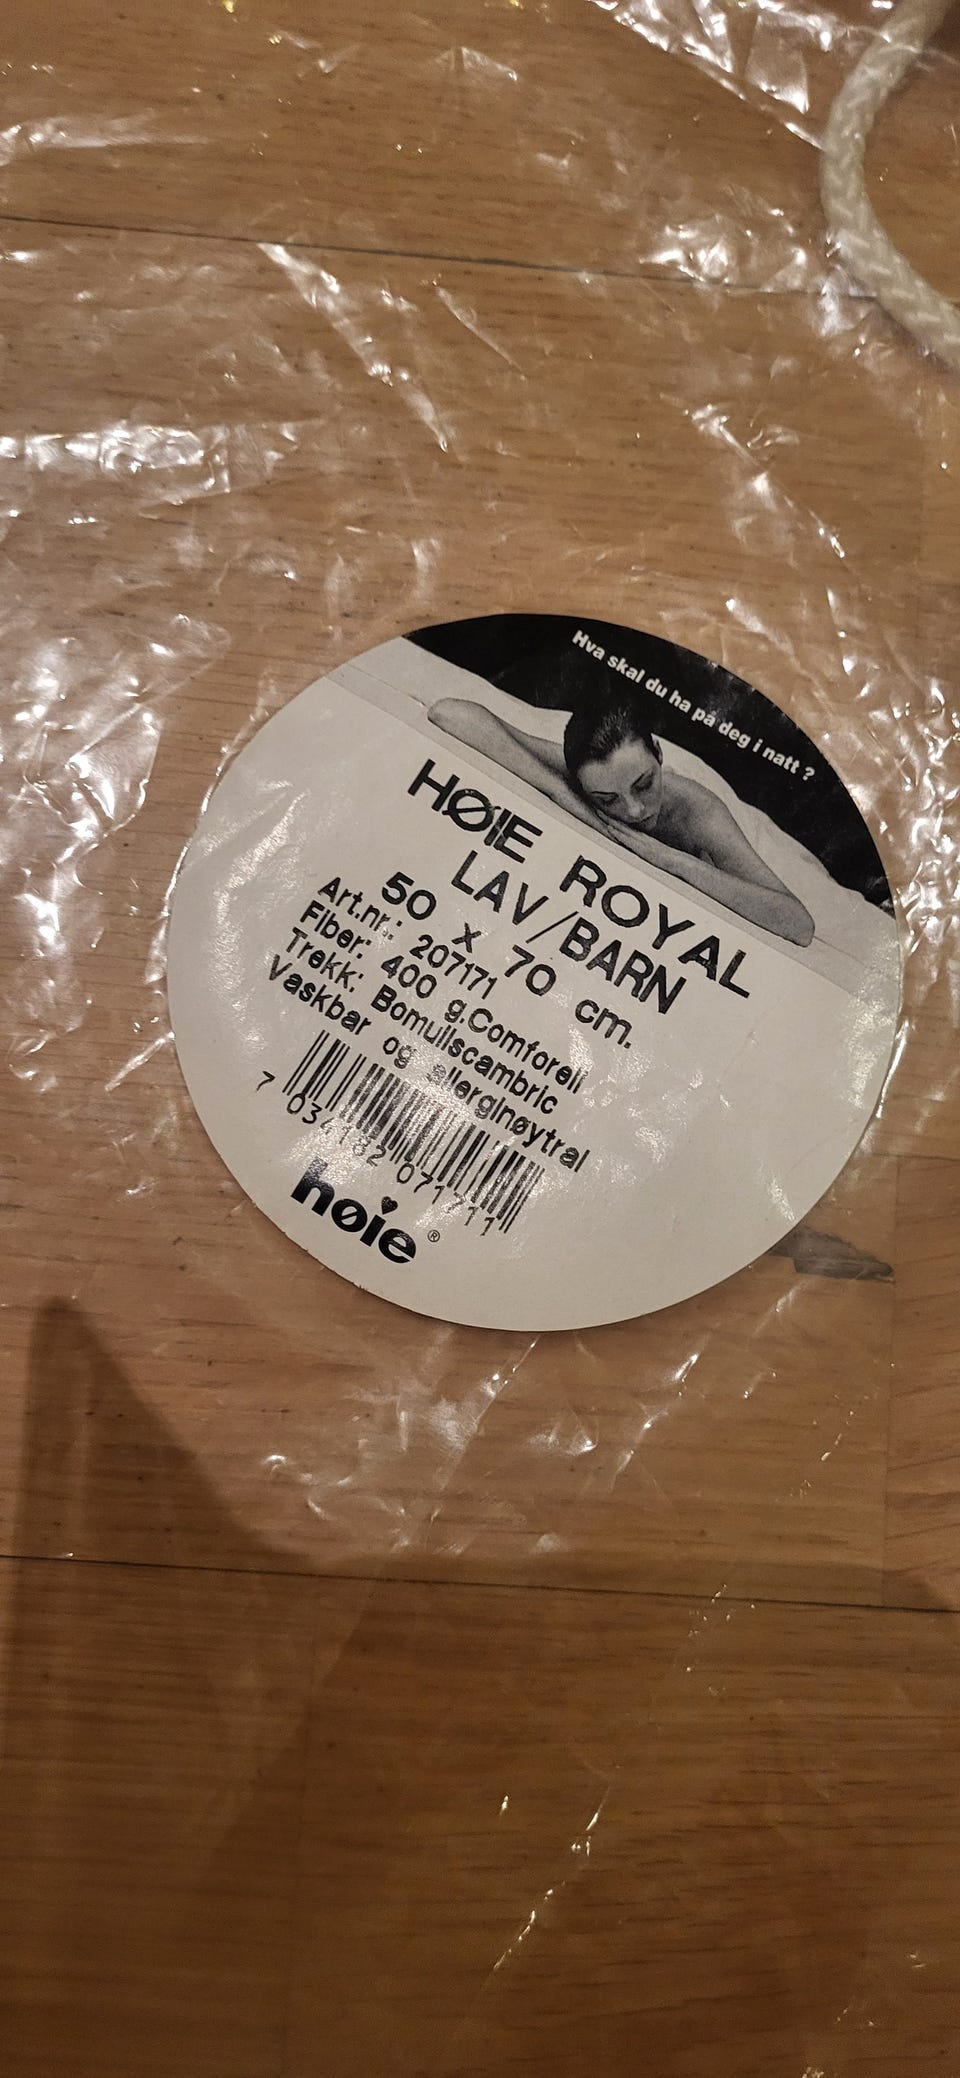 Hva skal du ha på deg i natt ?
HØIE ROYAL
LAV/BARN
50 x 70 cm.
Art.nr.: 207171
Fiber: 400 g.Comforell
Trekk: Bomullscambric
Vaskbar og allerginøytral
7 034182 071711
høie ®